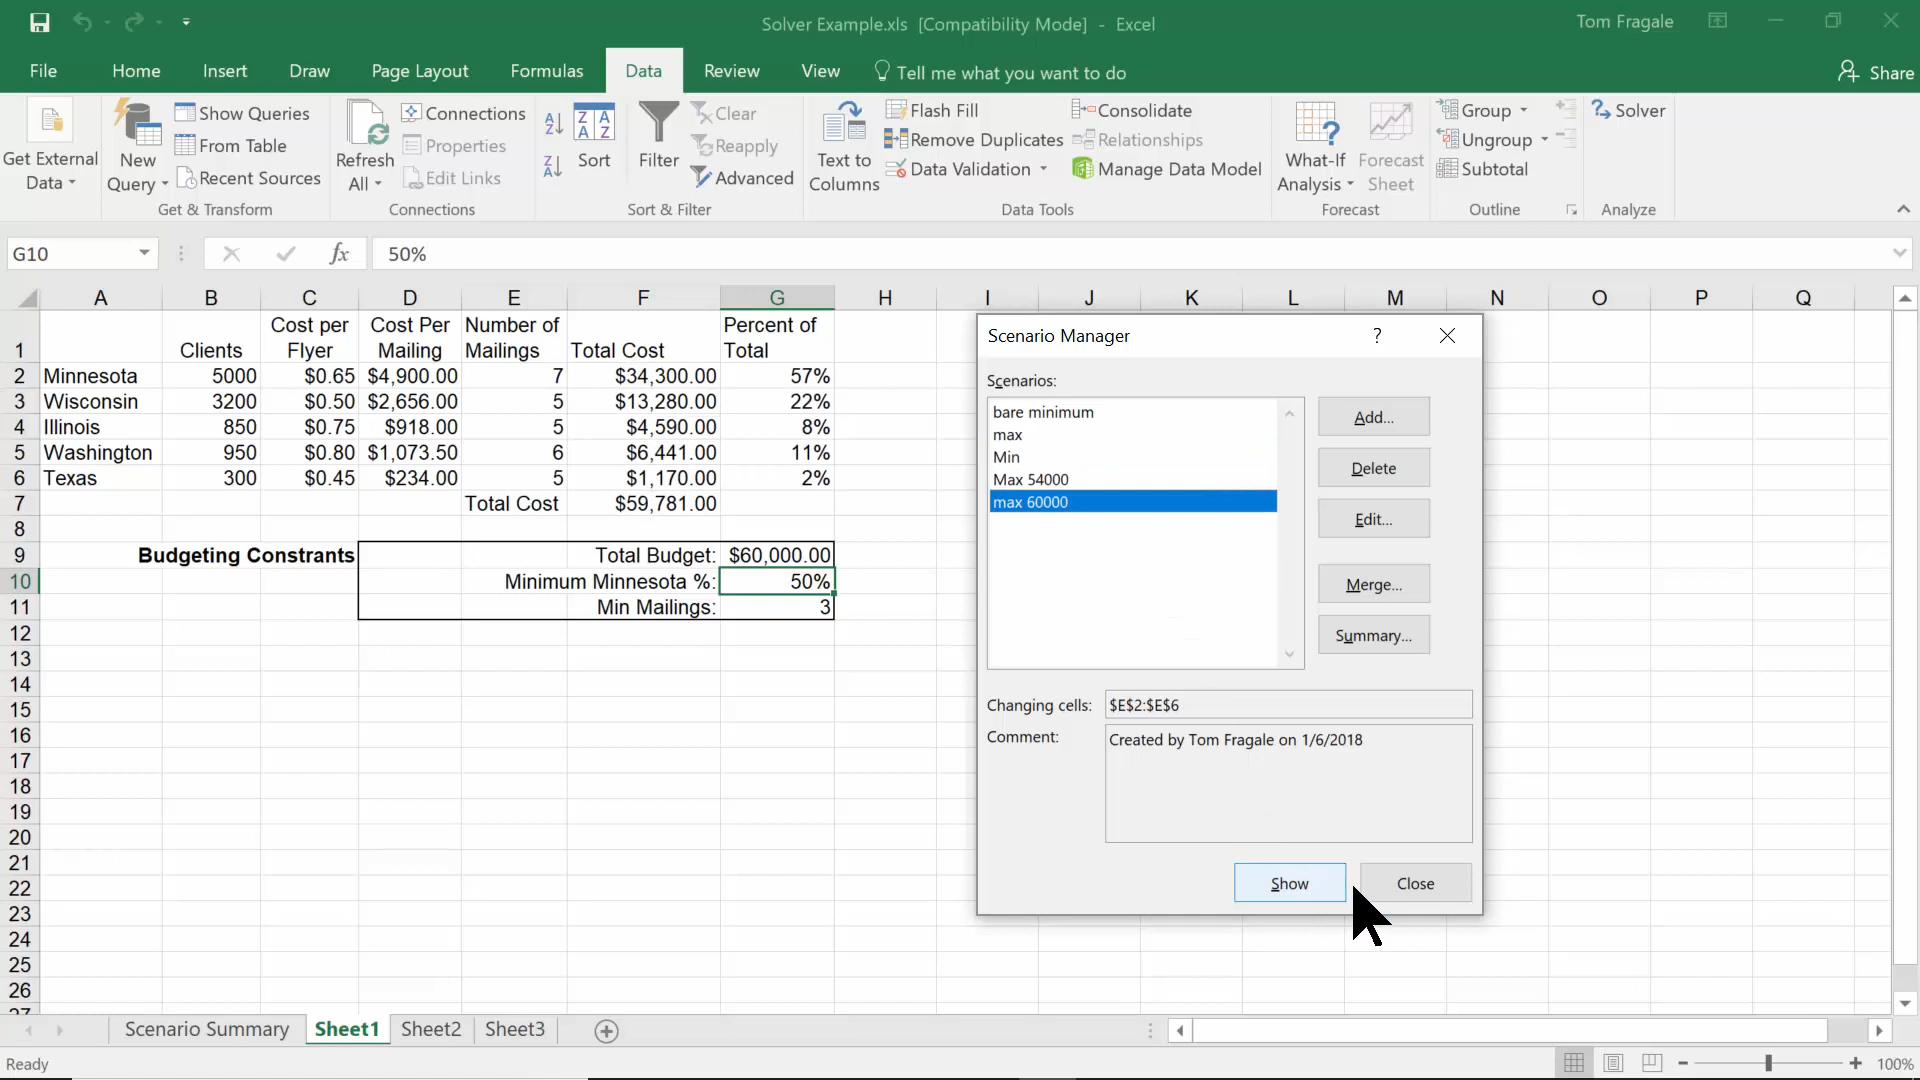 Solver Example.xls [Compatibility Mode] - Excel
Tom Fragale
File Home Insert Draw Page Layout Formulas Data Review View Tell me what you want to do Share
Get External Data
New Query
Show Queries
From Table
Recent Sources
Get & Transform
Refresh All
Connections
Properties
Edit Links
Connections
Sort
Filter
Clear
Reapply
Advanced
Sort & Filter
Text to Columns
Flash Fill
Remove Duplicates
Data Validation
Consolidate
Relationships
Manage Data Model
Data Tools
What-If Analysis
Forecast Sheet
Forecast
Group
Ungroup
Subtotal
Outline
Solver
Analyze
G10 fx 50%
A B C D E F G H I J K L M N O P Q
1 Clients Cost per Flyer Cost Per Mailing Number of Mailings Total Cost Percent of Total
2 Minnesota 5000 $0.65 $4,900.00 7 $34,300.00 57%
3 Wisconsin 3200 $0.50 $2,656.00 5 $13,280.00 22%
4 Illinois 850 $0.75 $918.00 5 $4,590.00 8%
5 Washington 950 $0.80 $1,073.50 6 $6,441.00 11%
6 Texas 300 $0.45 $234.00 5 $1,170.00 2%
7 Total Cost $59,781.00
8
9 Budgeting Constrants Total Budget: $60,000.00
10 Minimum Minnesota %: 50%
11 Min Mailings: 3
12
13
14
15
16
17
18
19
20
21
22
23
24
25
26
27
Scenario Manager ?
Scenarios:
bare minimum
max
Min
Max 54000
max 60000
Add...
Delete
Edit...
Merge...
Summary...
Changing cells: $E$2:$E$6
Comment: Created by Tom Fragale on 1/6/2018
Show Close
Scenario Summary Sheet1 Sheet2 Sheet3
Ready 100%